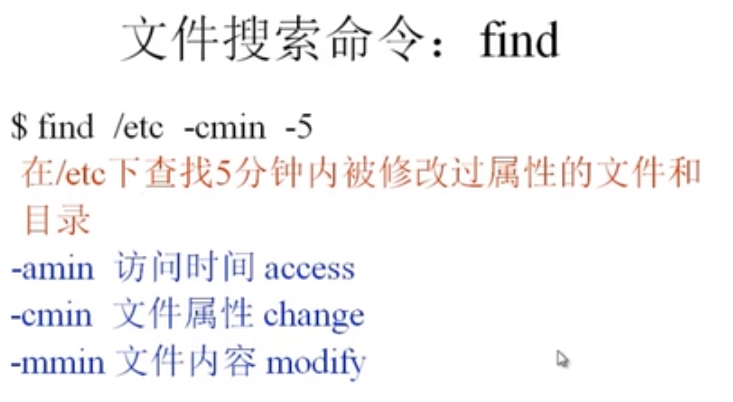 文件搜索命令：find
$ find /etc -cmin -5
在/etc下查找5分钟内被修改过属性的文件和
目录
-amin 访问时间 access
-cmin 文件属性 change
-mmin 文件内容 modify